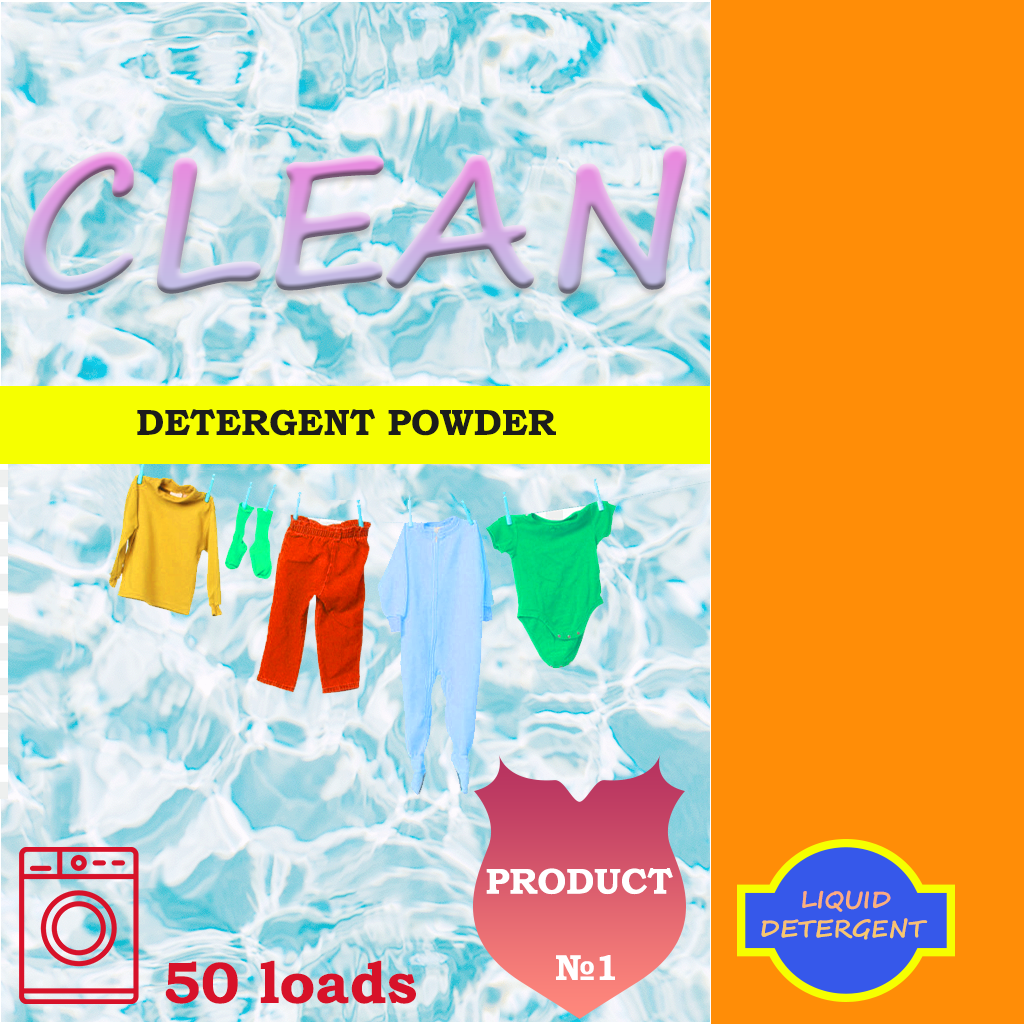 CLEAN
DETERGENT POWDER
PRODUCT
№1
50 loads
LIQUID
DETERGENT